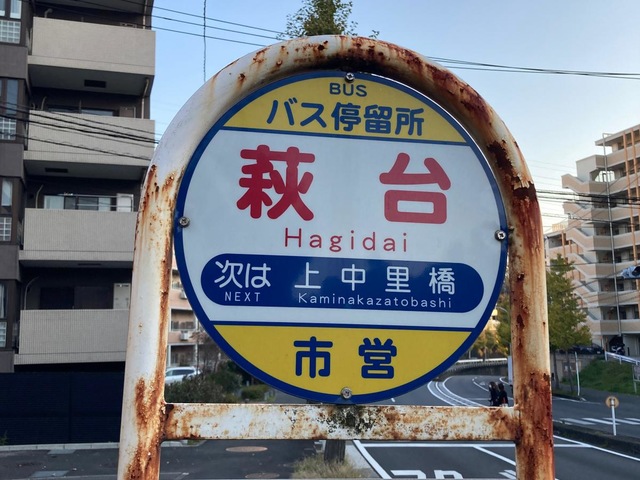 BUS
バス停留所
萩台
Hagidai
次は 上中里橋
NEXT Kaminakazatobashi
市営